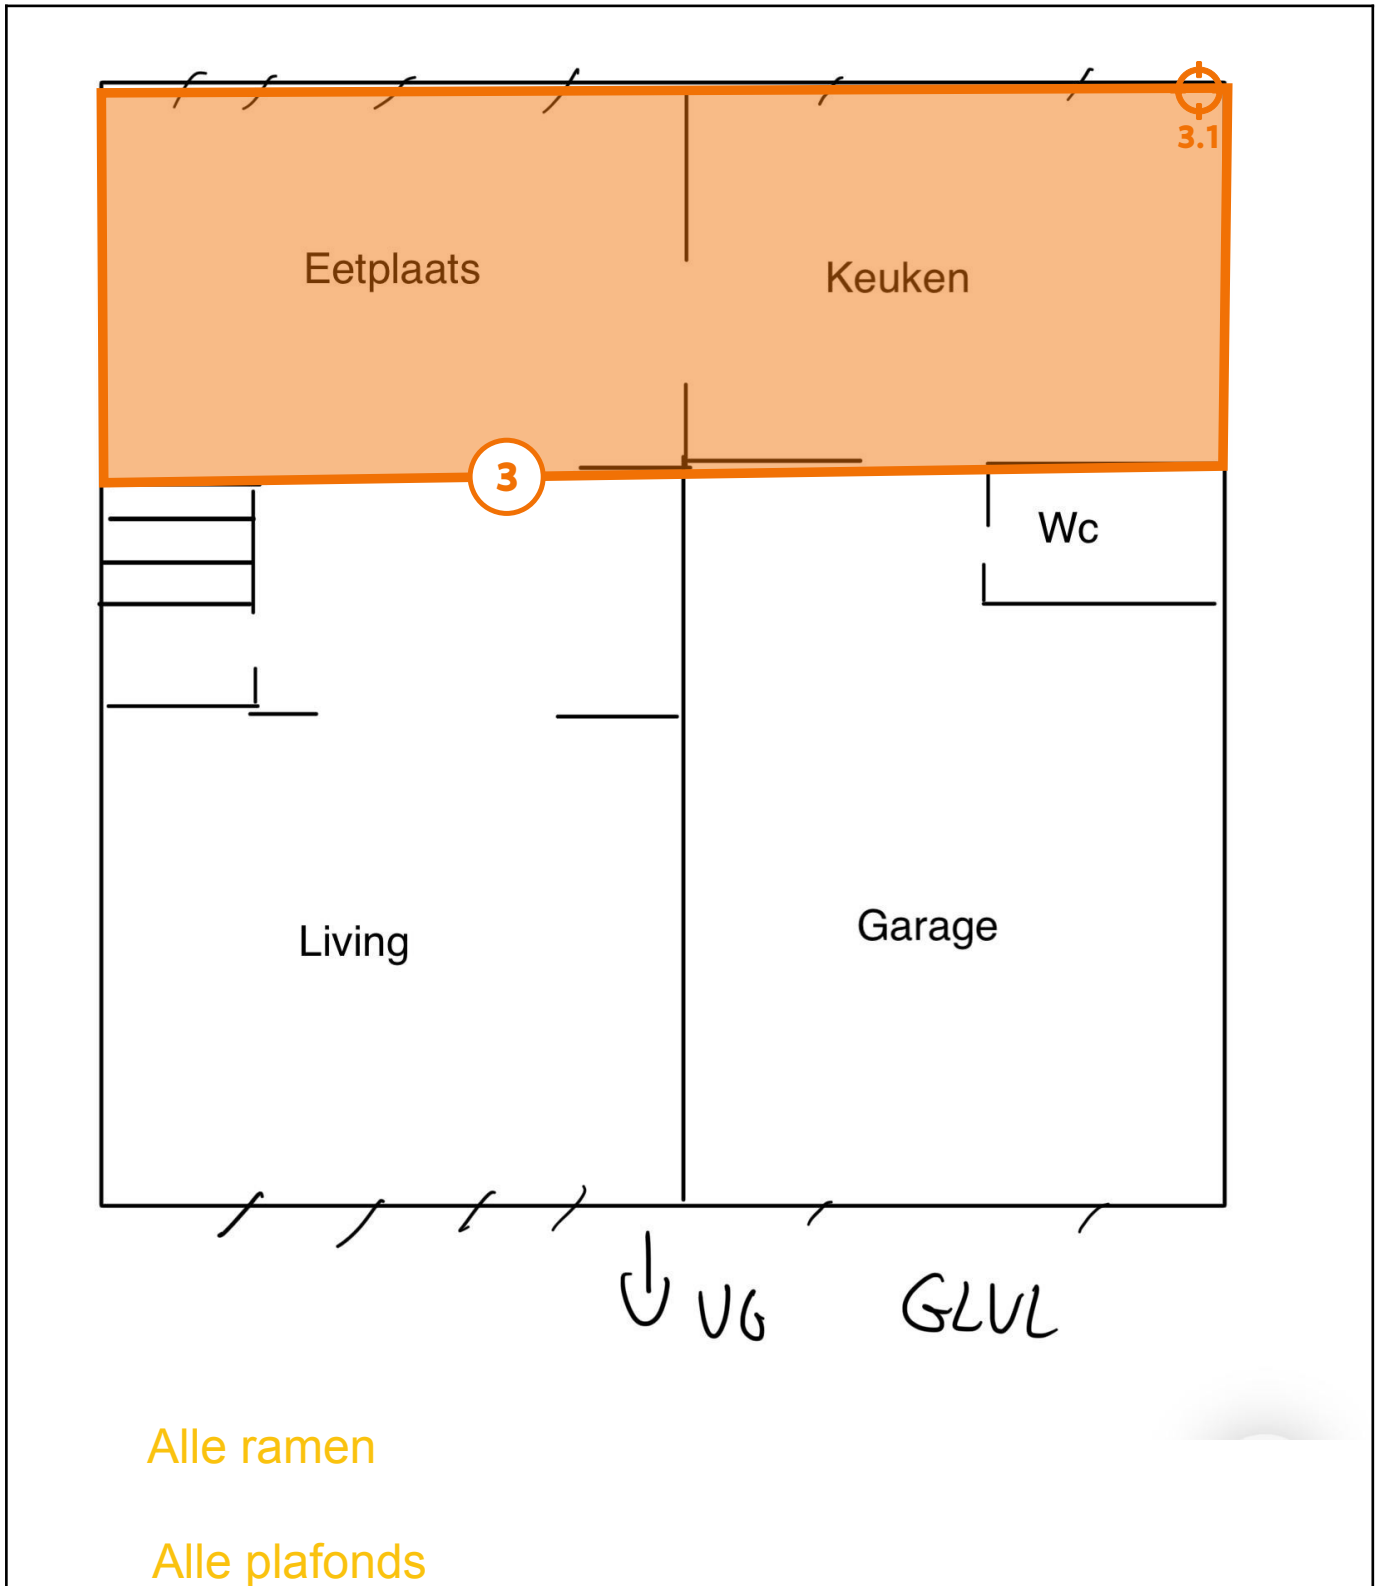 3.1
Eetplaats
Keuken
3
Wc
Living
Garage
VG
GLVL
Alle ramen
Alle plafonds